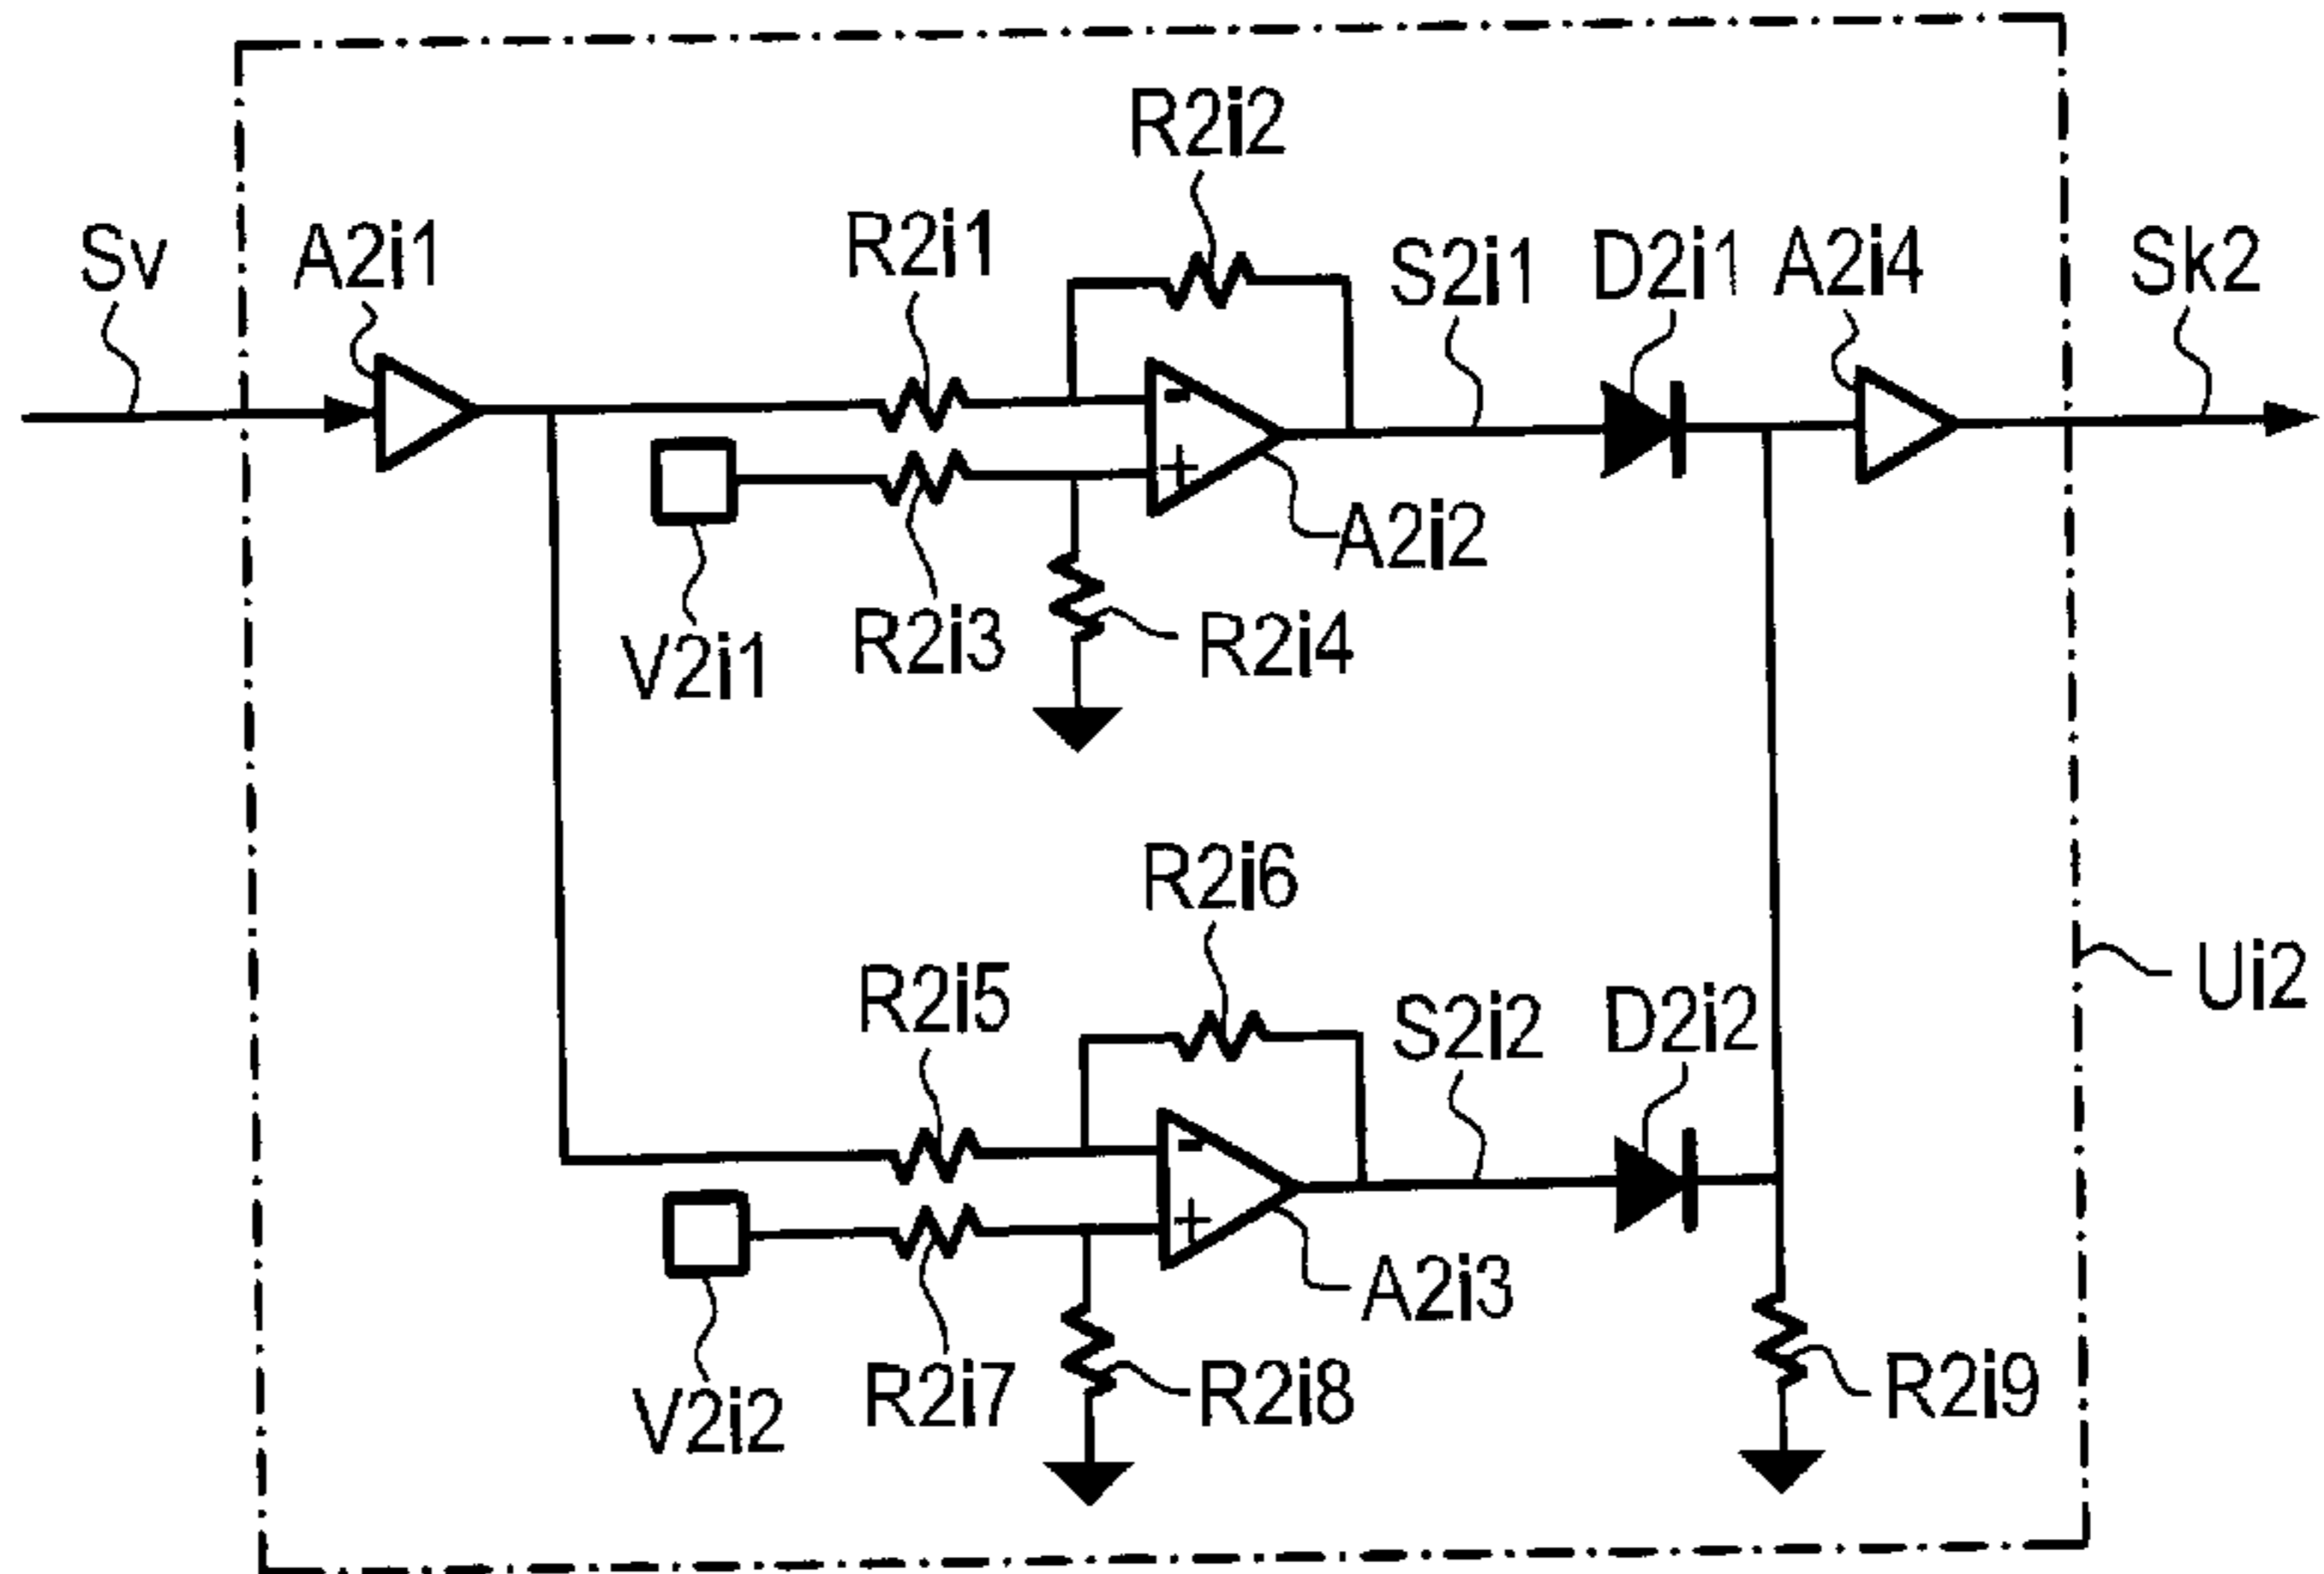 R2i2
Sv
A2i1
R2i1
S2i1
D2i1
A2i4
Sk2
-
+
A2i2
V2i1
R2i3
R2i4
R2i6
R2i5
S2i2
D2i2
Ui2
-
+
A2i3
V2i2
R2i7
R2i8
R2i9